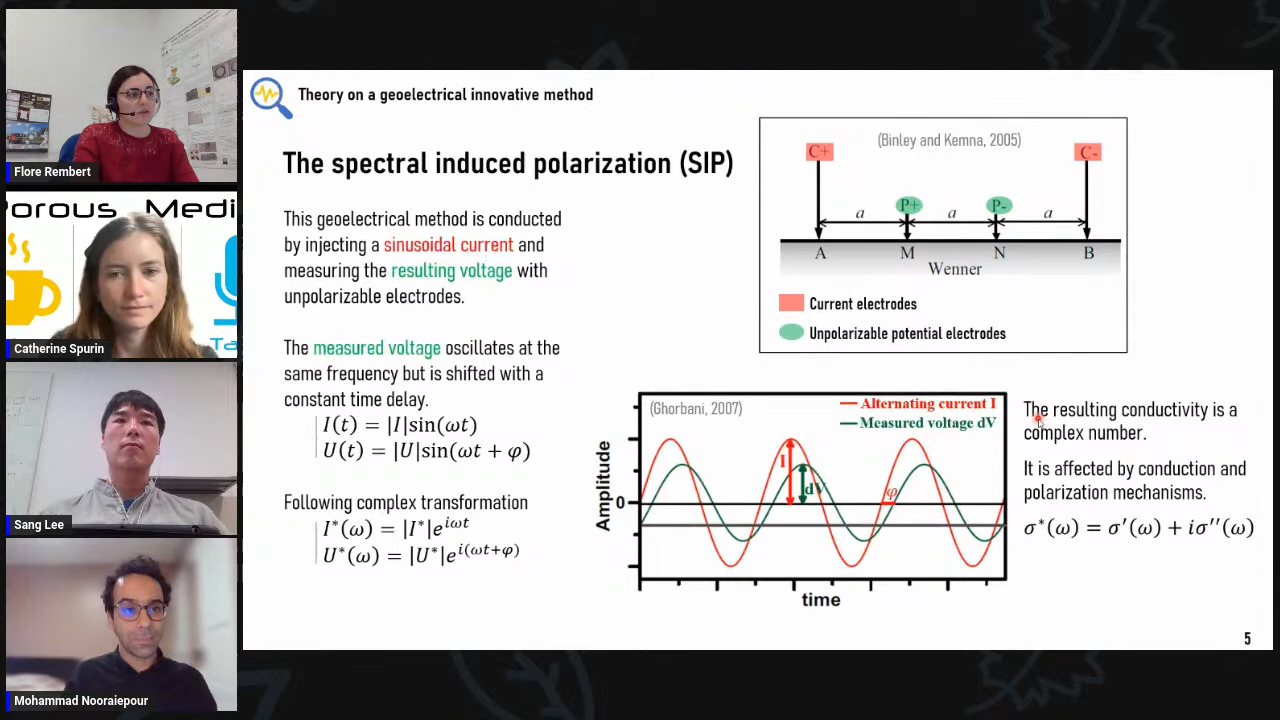 Flore Rembert
Porous Medi
Ta
Catherine Spurin
Sang Lee
Mohammad Nooraiepour
Theory on a geoelectrical innovative method
The spectral induced polarization (SIP)
This geoelectrical method is conducted
by injecting a sinusoidal current and
measuring the resulting voltage with
unpolarizable electrodes.
The measured voltage oscillates at the
same frequency but is shifted with a
constant time delay.
I(t) = |I|sin(ωt)
U(t) = |U|sin(ωt + φ)
Following complex transformation
I*(ω) = |I*|e^{iωt}
U*(ω) = |U*|e^{i(ωt+φ)}
(Binley and Kemna, 2005)
C+ C-
P+ P-
a a a
A M N B
Wenner
Current electrodes
Unpolarizable potential electrodes
(Ghorbani, 2007)
Alternating current I
Measured voltage dV
Amplitude
0
I
dV
φ
time
The resulting conductivity is a
complex number.
It is affected by conduction and
polarization mechanisms.
σ*(ω) = σ′(ω) + iσ′′(ω)
5